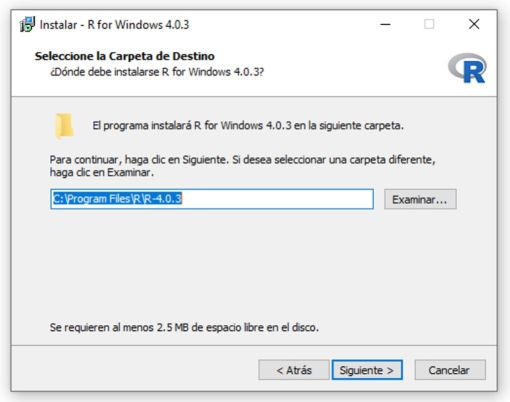 Instalar - R for Windows 4.0.3
Seleccione la Carpeta de Destino
¿Dónde debe instalarse R for Windows 4.0.3?
R
El programa instalará R for Windows 4.0.3 en la siguiente carpeta.
Para continuar, haga clic en Siguiente. Si desea seleccionar una carpeta diferente,
haga clic en Examinar.
C:\Program Files\R\R-4.0.3
Examinar...
Se requieren al menos 2.5 MB de espacio libre en el disco.
< Atrás
Siguiente >
Cancelar